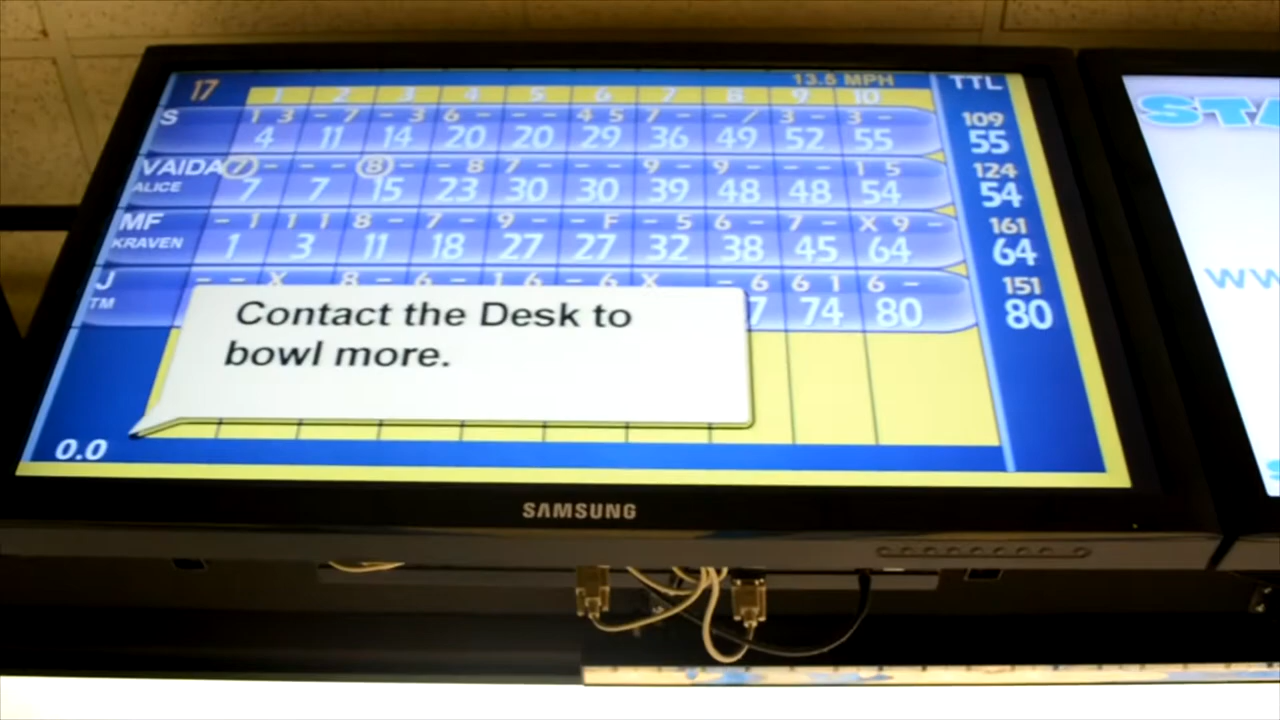 17 13.5 MPH TTL
1 2 3 4 5 6 7 8 9 10
S 1 3 - 7 - 3 6 - - - 4 5 7 - - / 3 - 3 - 109
4 11 14 20 20 29 36 49 52 55 55
VAIDA 7 - - - 8 - - 8 7 - - - 9 - 9 - - - 1 5 124
ALICE 7 7 15 23 30 30 39 48 48 54 54
MF - 1 1 1 8 - 7 - 9 - - F - 5 6 - 7 - X 9 - 161
KRAVEN 1 3 11 18 27 27 32 38 45 64 64
J - - X 8 - 6 - 1 6 - 6 X - 6 6 1 6 - 151
TM 7 74 80 80
Contact the Desk to
bowl more.
0.0
SAMSUNG
STA
ww